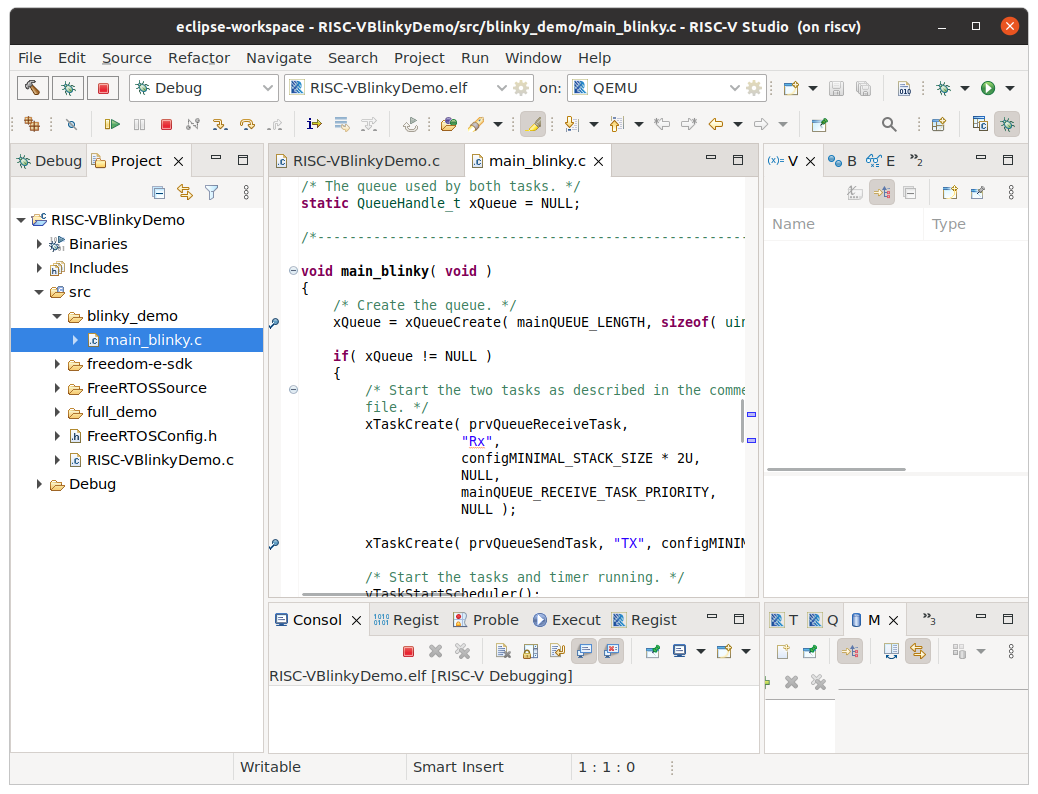 eclipse-workspace - RISC-VBlinkyDemo/src/blinky_demo/main_blinky.c - RISC-V Studio (on riscv)
File Edit Source Refactor Navigate Search Project Run Window Help
Debug RISC-VBlinkyDemo.elf on: QEMU
Debug Project
RISC-VBlinkyDemo
Binaries
Includes
src
blinky_demo
main_blinky.c
freedom-e-sdk
FreeRTOSSource
full_demo
FreeRTOSConfig.h
RISC-VBlinkyDemo.c
Debug
RISC-VBlinkyDemo.c main_blinky.c
/* The queue used by both tasks. */
static QueueHandle_t xQueue = NULL;
/*-----------------------------------------------------
void main_blinky( void )
{
/* Create the queue. */
xQueue = xQueueCreate( mainQUEUE_LENGTH, sizeof( uin
if( xQueue != NULL )
{
/* Start the two tasks as described in the comme
file. */
xTaskCreate( prvQueueReceiveTask,
"Rx",
configMINIMAL_STACK_SIZE * 2U,
NULL,
mainQUEUE_RECEIVE_TASK_PRIORITY,
NULL );
xTaskCreate( prvQueueSendTask, "TX", configMINIM
/* Start the tasks and timer running. */
vTaskStartScheduler();
(x)= V B E »2
Name Type
Consol Regist Proble Execut Regist
RISC-VBlinkyDemo.elf [RISC-V Debugging]
T Q M »3
Writable Smart Insert 1 : 1 : 0